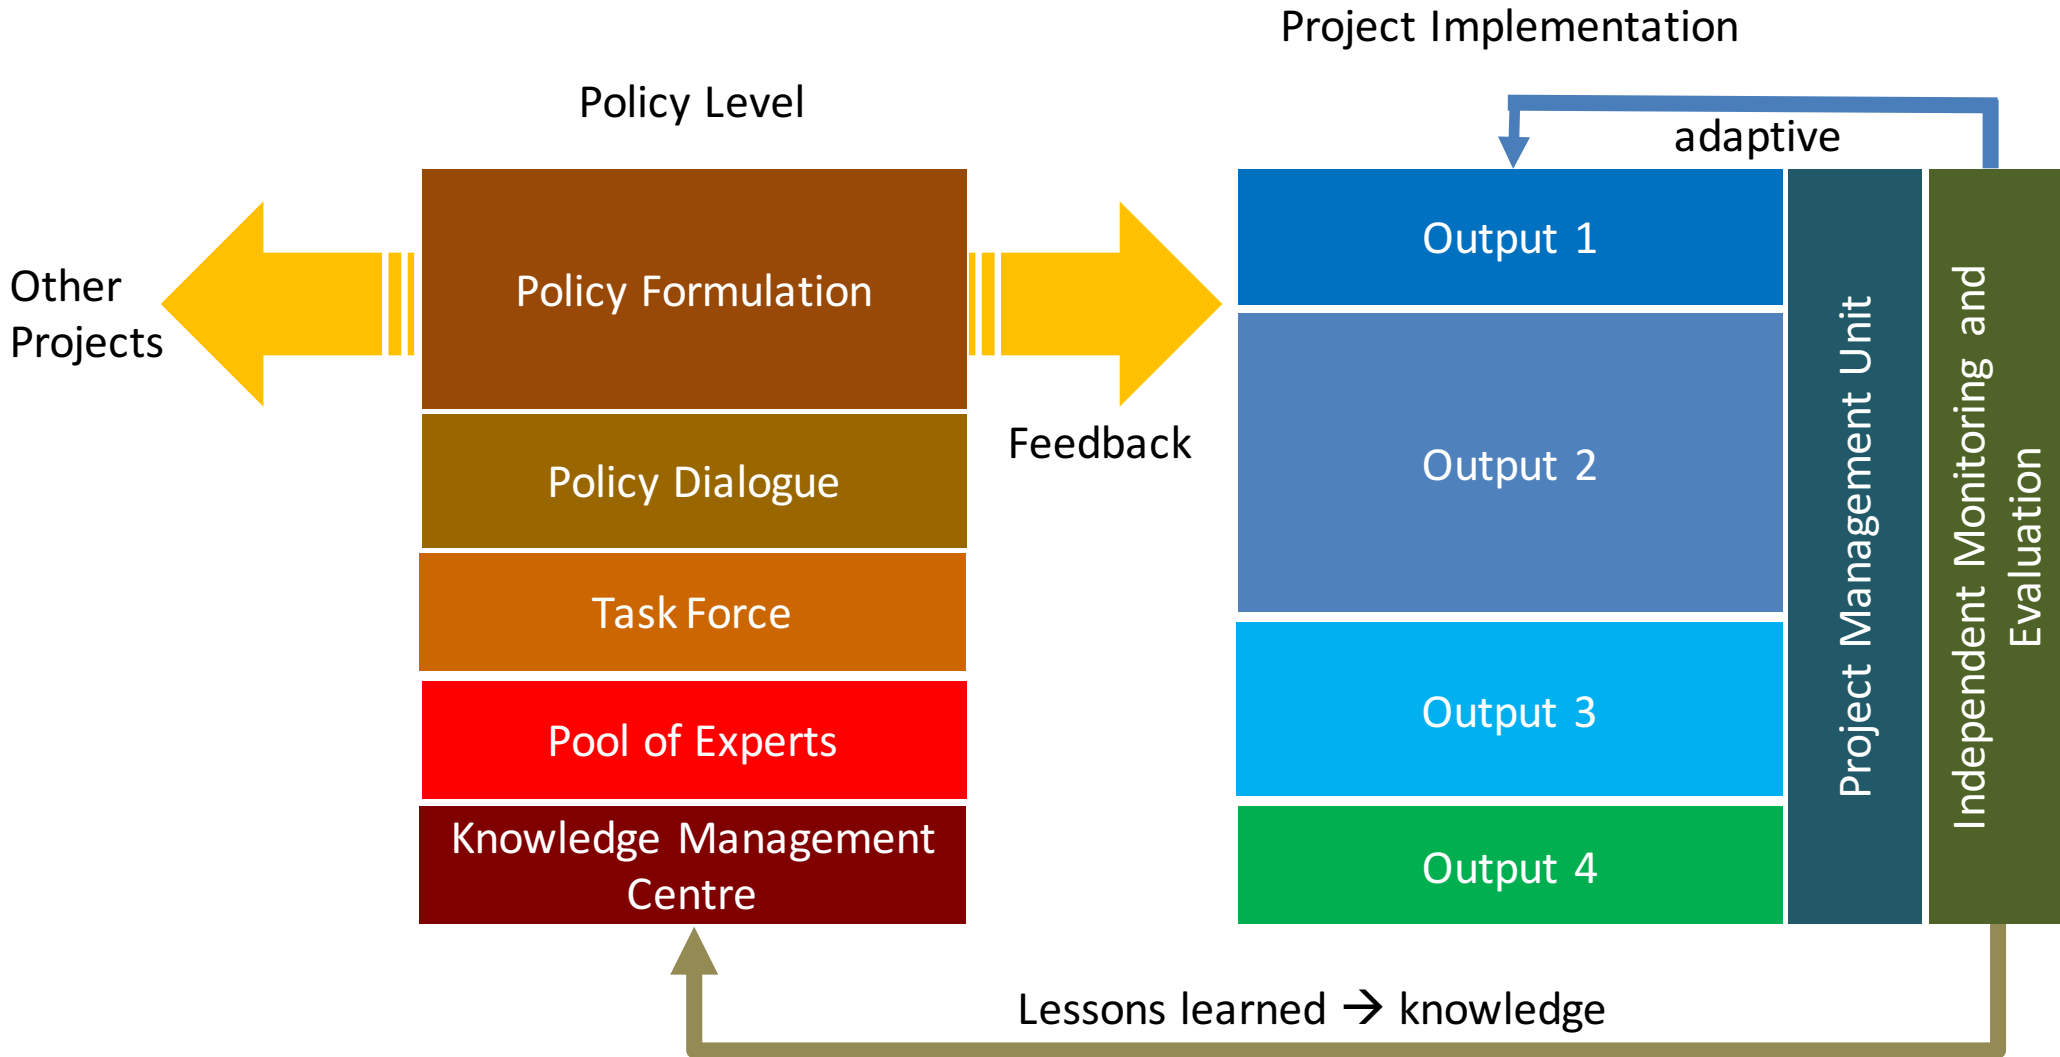 Project Implementation
Policy Level
adaptive
Other
Projects
Policy Formulation
Policy Dialogue
Task Force
Pool of Experts
Knowledge Management
Centre
Feedback
Output 1
Output 2
Output 3
Output 4
Project Management Unit
Independent Monitoring and
Evaluation
Lessons learned → knowledge